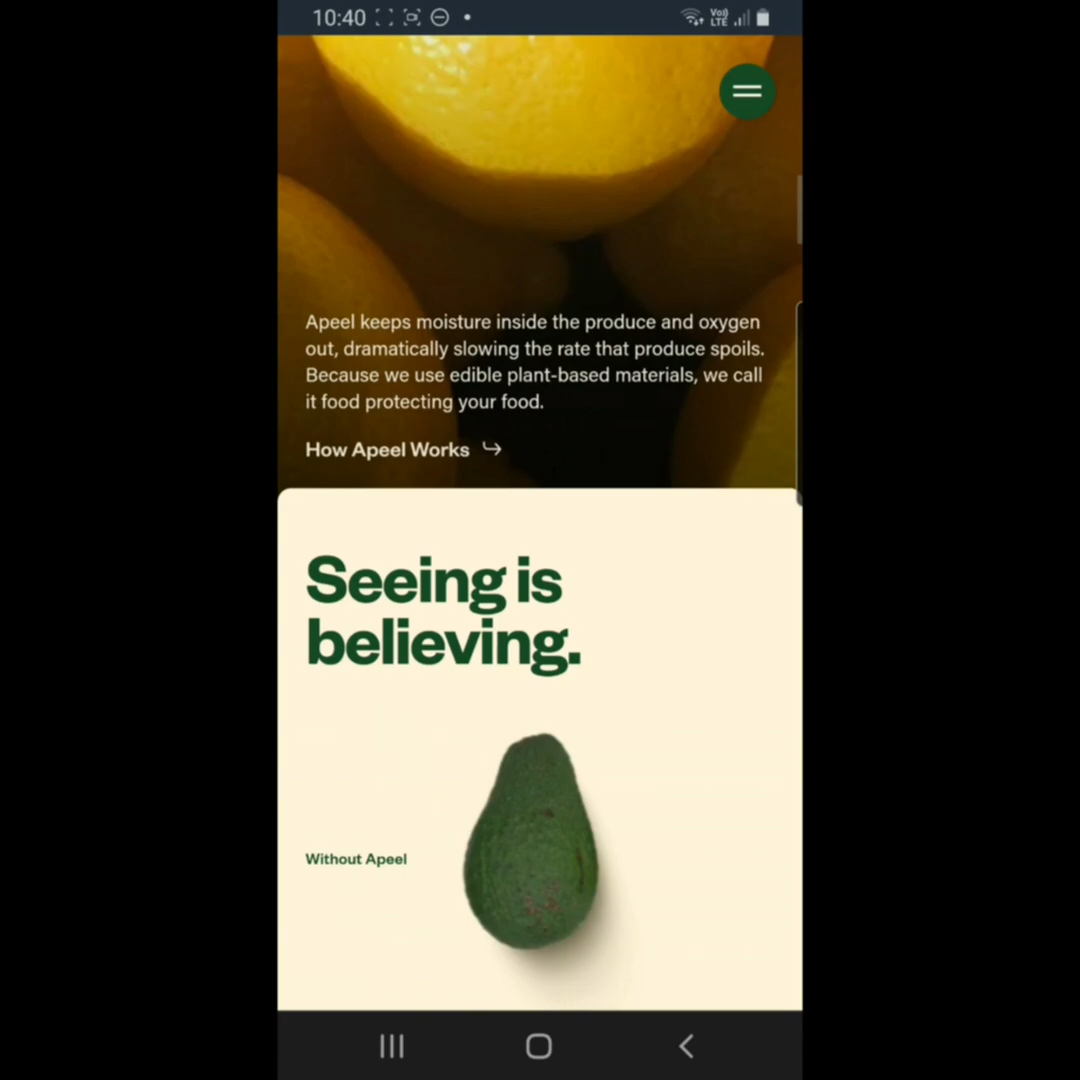 10:40
Vo))
LTE
Apeel keeps moisture inside the produce and oxygen
out, dramatically slowing the rate that produce spoils.
Because we use edible plant-based materials, we call
it food protecting your food.
How Apeel Works
Seeing is
believing.
Without Apeel